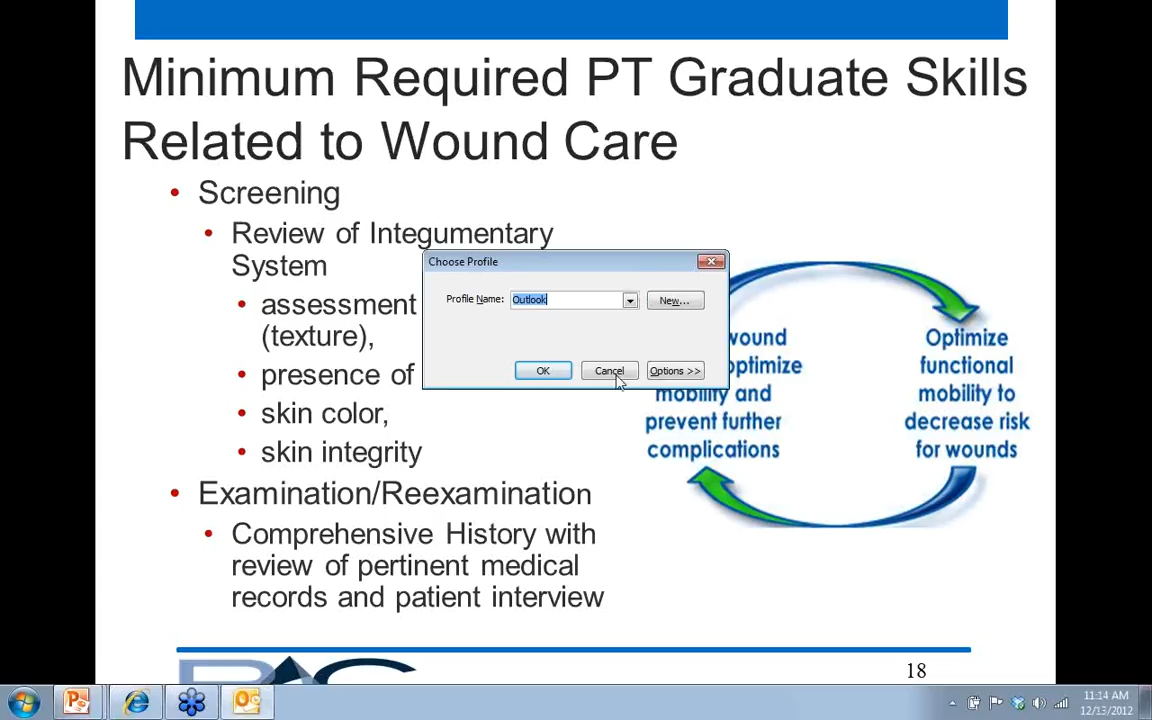 Minimum Required PT Graduate Skills
Related to Wound Care
• Screening
• Review of Integumentary
System
• assessment
(texture),
• presence of
• skin color,
• skin integrity
• Examination/Reexamination
• Comprehensive History with
review of pertinent medical
records and patient interview
Choose Profile
Profile Name:
Outlook
New...
OK
Cancel
Options >>
wound
optimize
mobility and
prevent further
complications
Optimize
functional
mobility to
decrease risk
for wounds
18
11:14 AM
12/13/2012